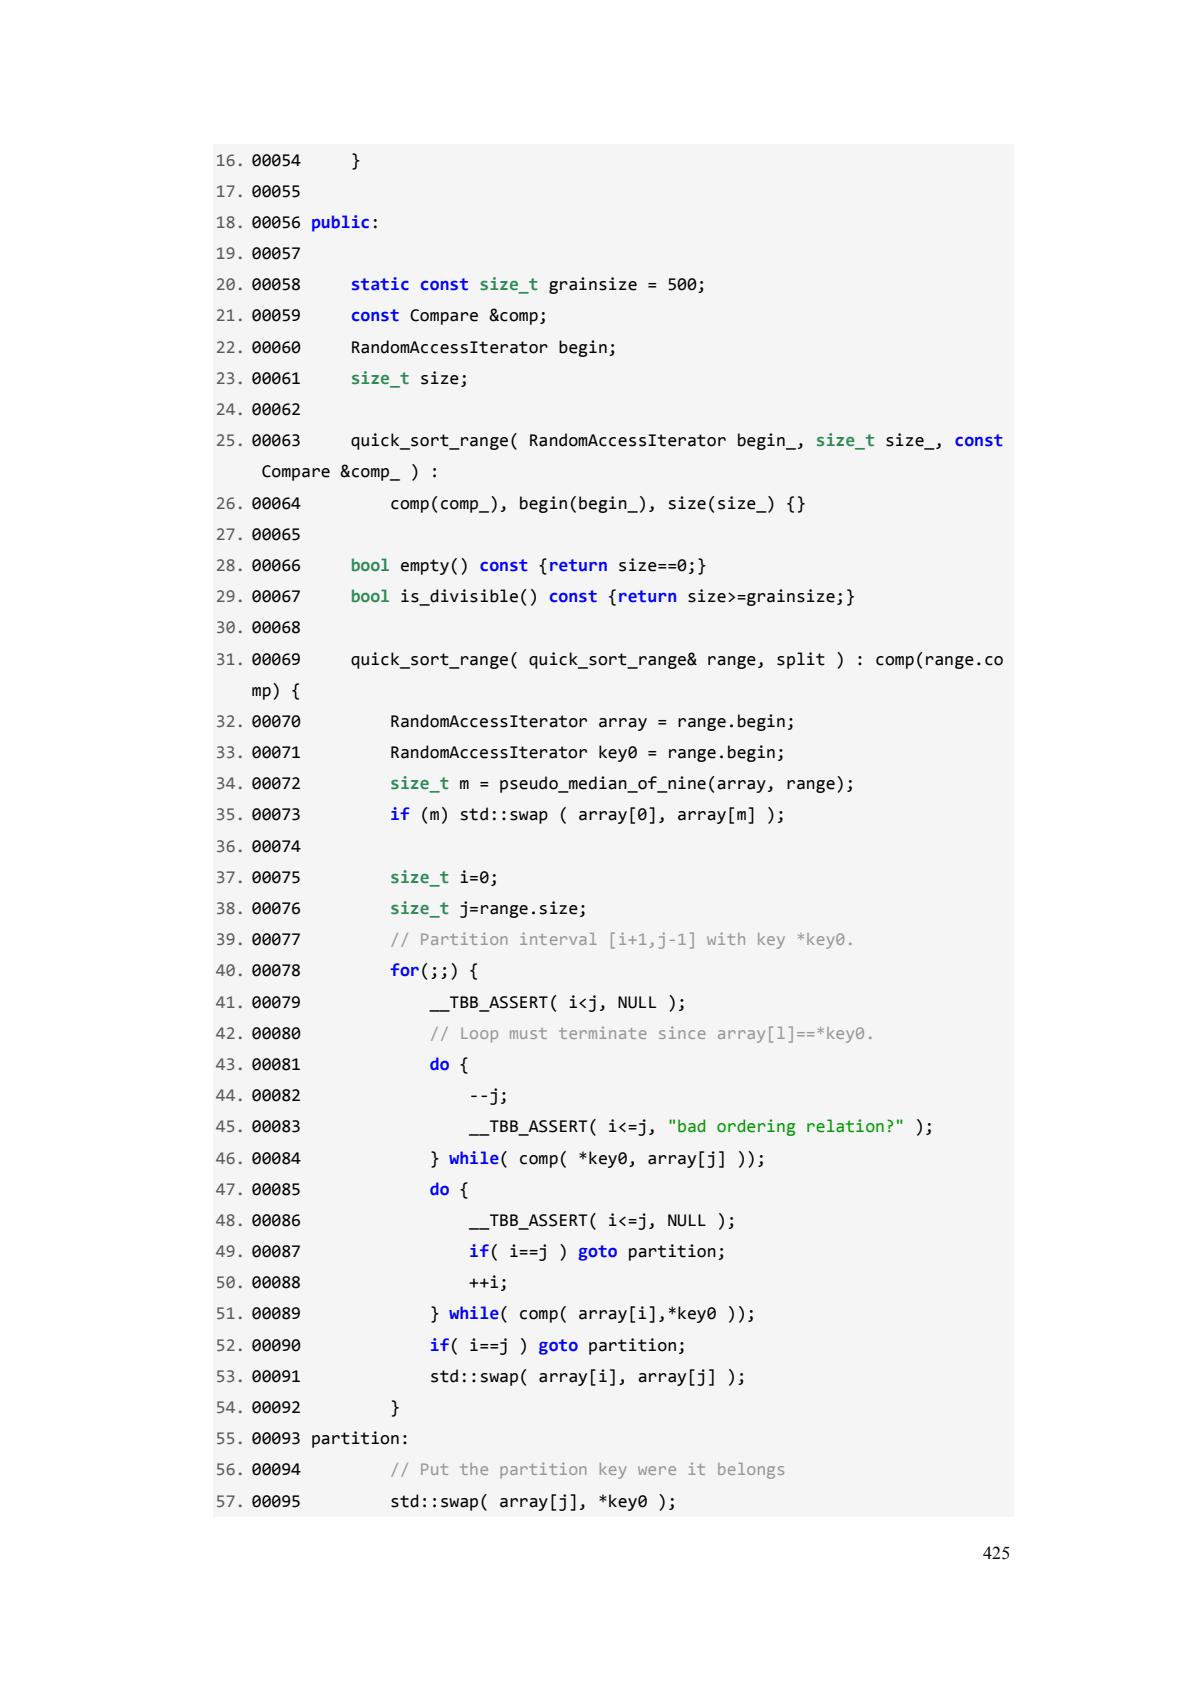 16. 00054     }
17. 00055
18. 00056 public:
19. 00057
20. 00058     static const size_t grainsize = 500;
21. 00059     const Compare &comp;
22. 00060     RandomAccessIterator begin;
23. 00061     size_t size;
24. 00062
25. 00063     quick_sort_range( RandomAccessIterator begin_, size_t size_, const
Compare &comp_ ) :
26. 00064         comp(comp_), begin(begin_), size(size_) {}
27. 00065
28. 00066     bool empty() const {return size==0;}
29. 00067     bool is_divisible() const {return size>=grainsize;}
30. 00068
31. 00069     quick_sort_range( quick_sort_range& range, split ) : comp(range.co
mp) {
32. 00070         RandomAccessIterator array = range.begin;
33. 00071         RandomAccessIterator key0 = range.begin;
34. 00072         size_t m = pseudo_median_of_nine(array, range);
35. 00073         if (m) std::swap ( array[0], array[m] );
36. 00074
37. 00075         size_t i=0;
38. 00076         size_t j=range.size;
39. 00077         // Partition interval [i+1,j-1] with key *key0.
40. 00078         for(;;) {
41. 00079             __TBB_ASSERT( i<j, NULL );
42. 00080             // Loop must terminate since array[l]==*key0.
43. 00081             do {
44. 00082                 --j;
45. 00083                 __TBB_ASSERT( i<=j, "bad ordering relation?" );
46. 00084             } while( comp( *key0, array[j] ));
47. 00085             do {
48. 00086                 __TBB_ASSERT( i<=j, NULL );
49. 00087                 if( i==j ) goto partition;
50. 00088                 ++i;
51. 00089             } while( comp( array[i],*key0 ));
52. 00090             if( i==j ) goto partition;
53. 00091             std::swap( array[i], array[j] );
54. 00092         }
55. 00093 partition:
56. 00094         // Put the partition key were it belongs
57. 00095         std::swap( array[j], *key0 );
425